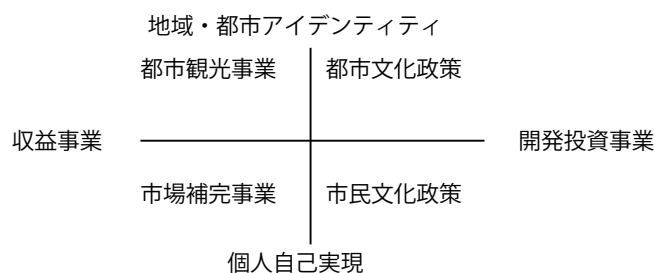 地域・都市アイデンティティ
都市観光事業 都市文化政策
収益事業 開発投資事業
市場補完事業 市民文化政策
個人自己実現